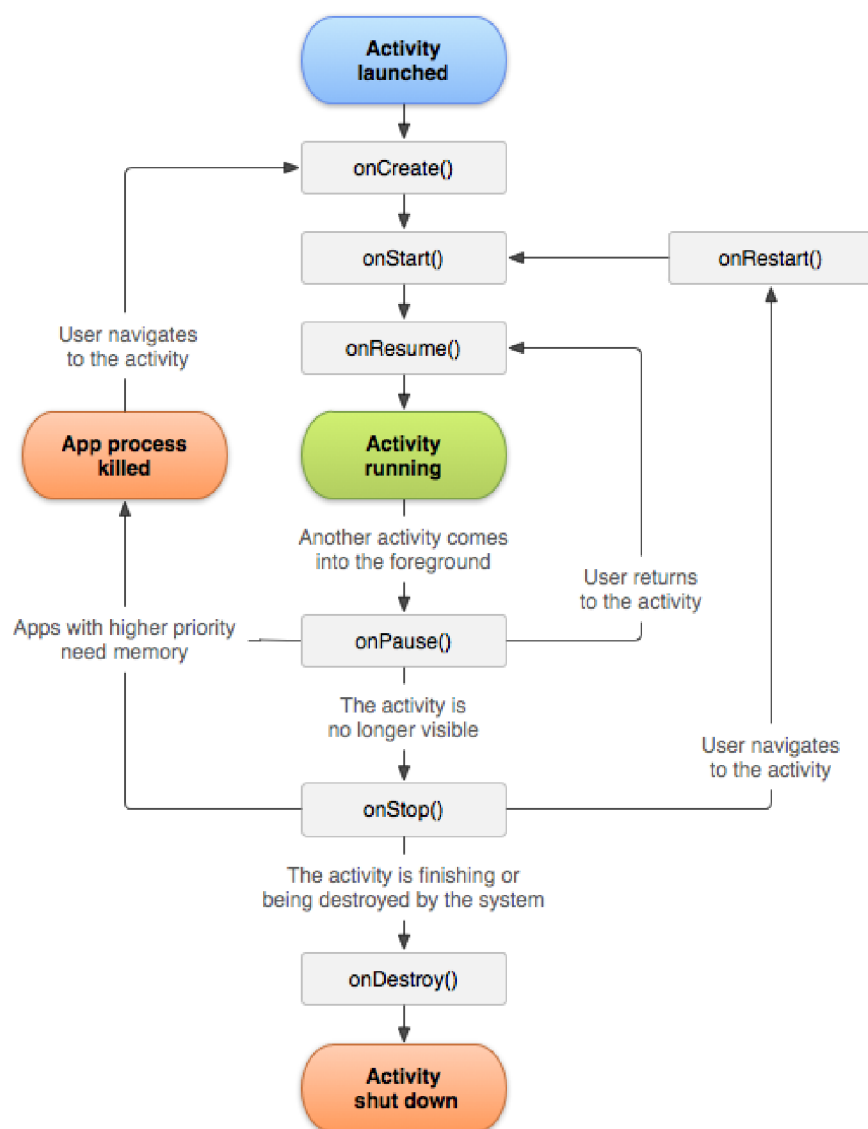 Activity
launched
onCreate()
onStart()
onRestart()
User navigates
to the activity
onResume()
App process
killed
Activity
running
Another activity comes
into the foreground
User returns
to the activity
Apps with higher priority
need memory
onPause()
The activity is
no longer visible
User navigates
to the activity
onStop()
The activity is finishing or
being destroyed by the system
onDestroy()
Activity
shut down